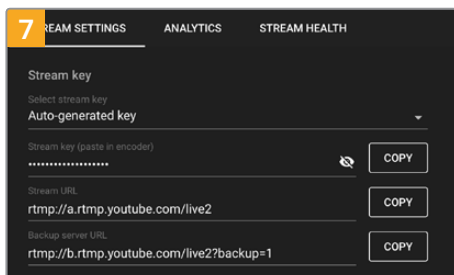 7
REAM SETTINGS ANALYTICS STREAM HEALTH
Stream key
Select stream key
Auto-generated key
Stream key (paste in encoder)
•••••••••••••••••••
COPY
Stream URL
rtmp://a.rtmp.youtube.com/live2
COPY
Backup server URL
rtmp://b.rtmp.youtube.com/live2?backup=1
COPY